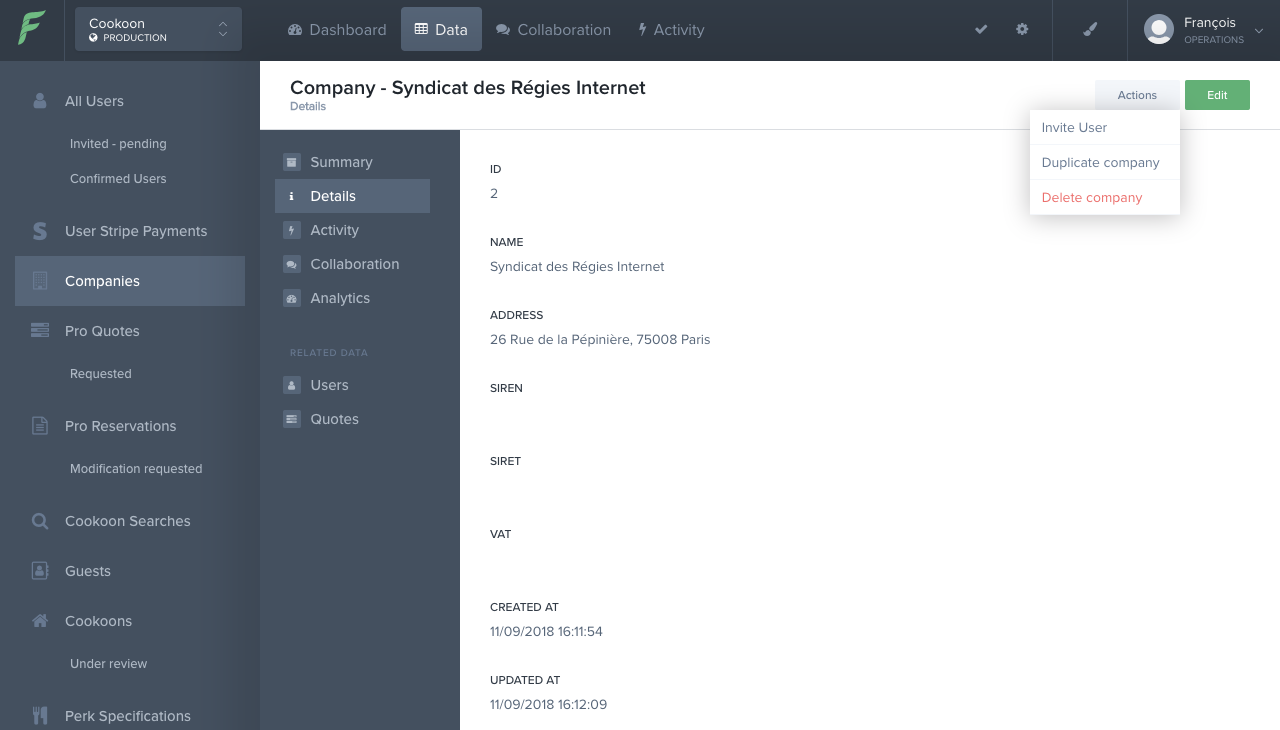 Cookoon
PRODUCTION
Dashboard
Data
Collaboration
Activity
François
OPERATIONS
All Users
Invited - pending
Confirmed Users
User Stripe Payments
Companies
Pro Quotes
Requested
Pro Reservations
Modification requested
Cookoon Searches
Guests
Cookoons
Under review
Perk Specifications
Company - Syndicat des Régies Internet
Details
Actions
Edit
Invite User
Duplicate company
Delete company
Summary
Details
Activity
Collaboration
Analytics
RELATED DATA
Users
Quotes
ID
2
NAME
Syndicat des Régies Internet
ADDRESS
26 Rue de la Pépinière, 75008 Paris
SIREN
SIRET
VAT
CREATED AT
11/09/2018 16:11:54
UPDATED AT
11/09/2018 16:12:09